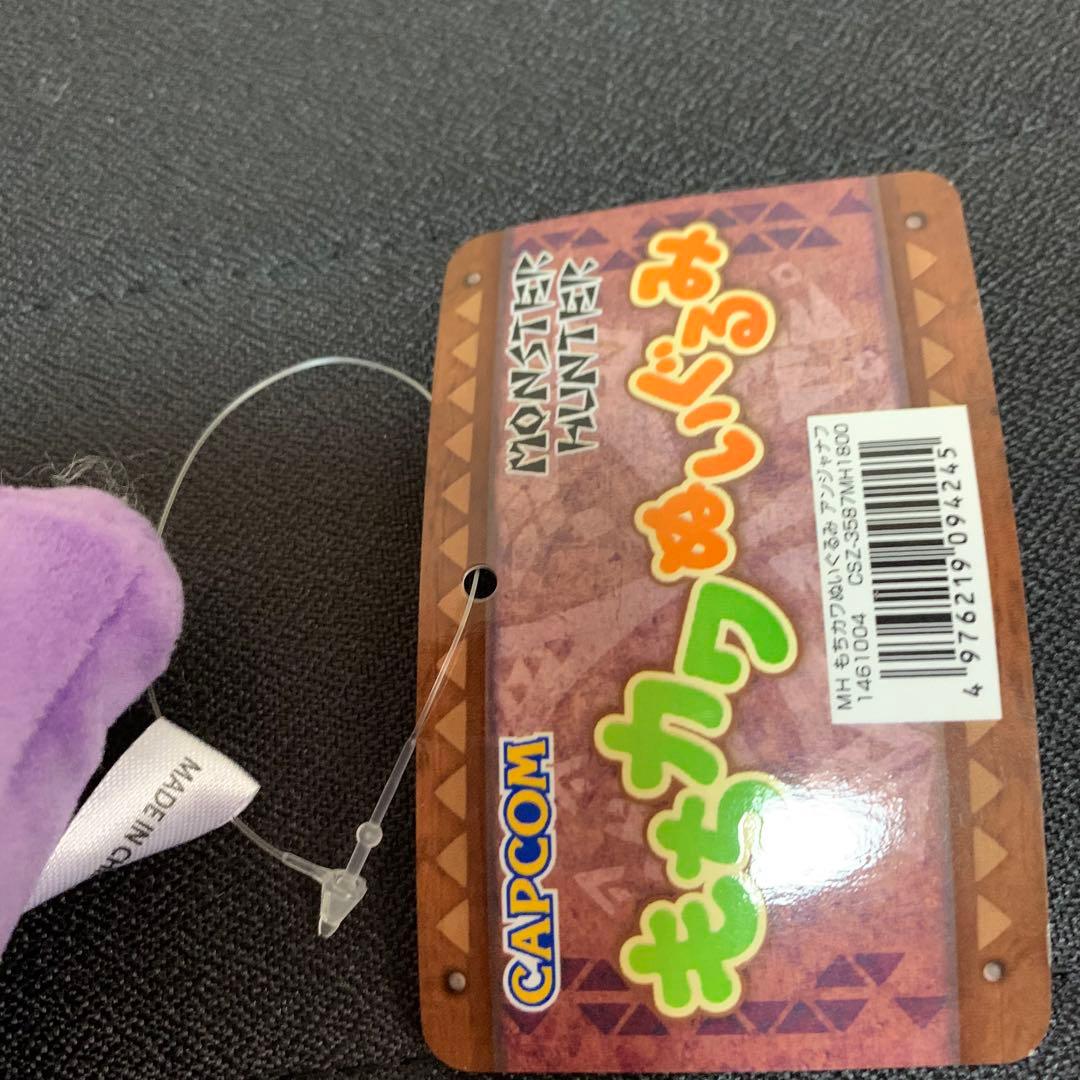 CAPCOM
MONSTER
HUNTER
もちカワ ぬいぐるみ
MH もちカワぬいぐるみ アンジャナフ
1461004 CSZ-3587MH1800
4 976219 094245
MADE IN CH